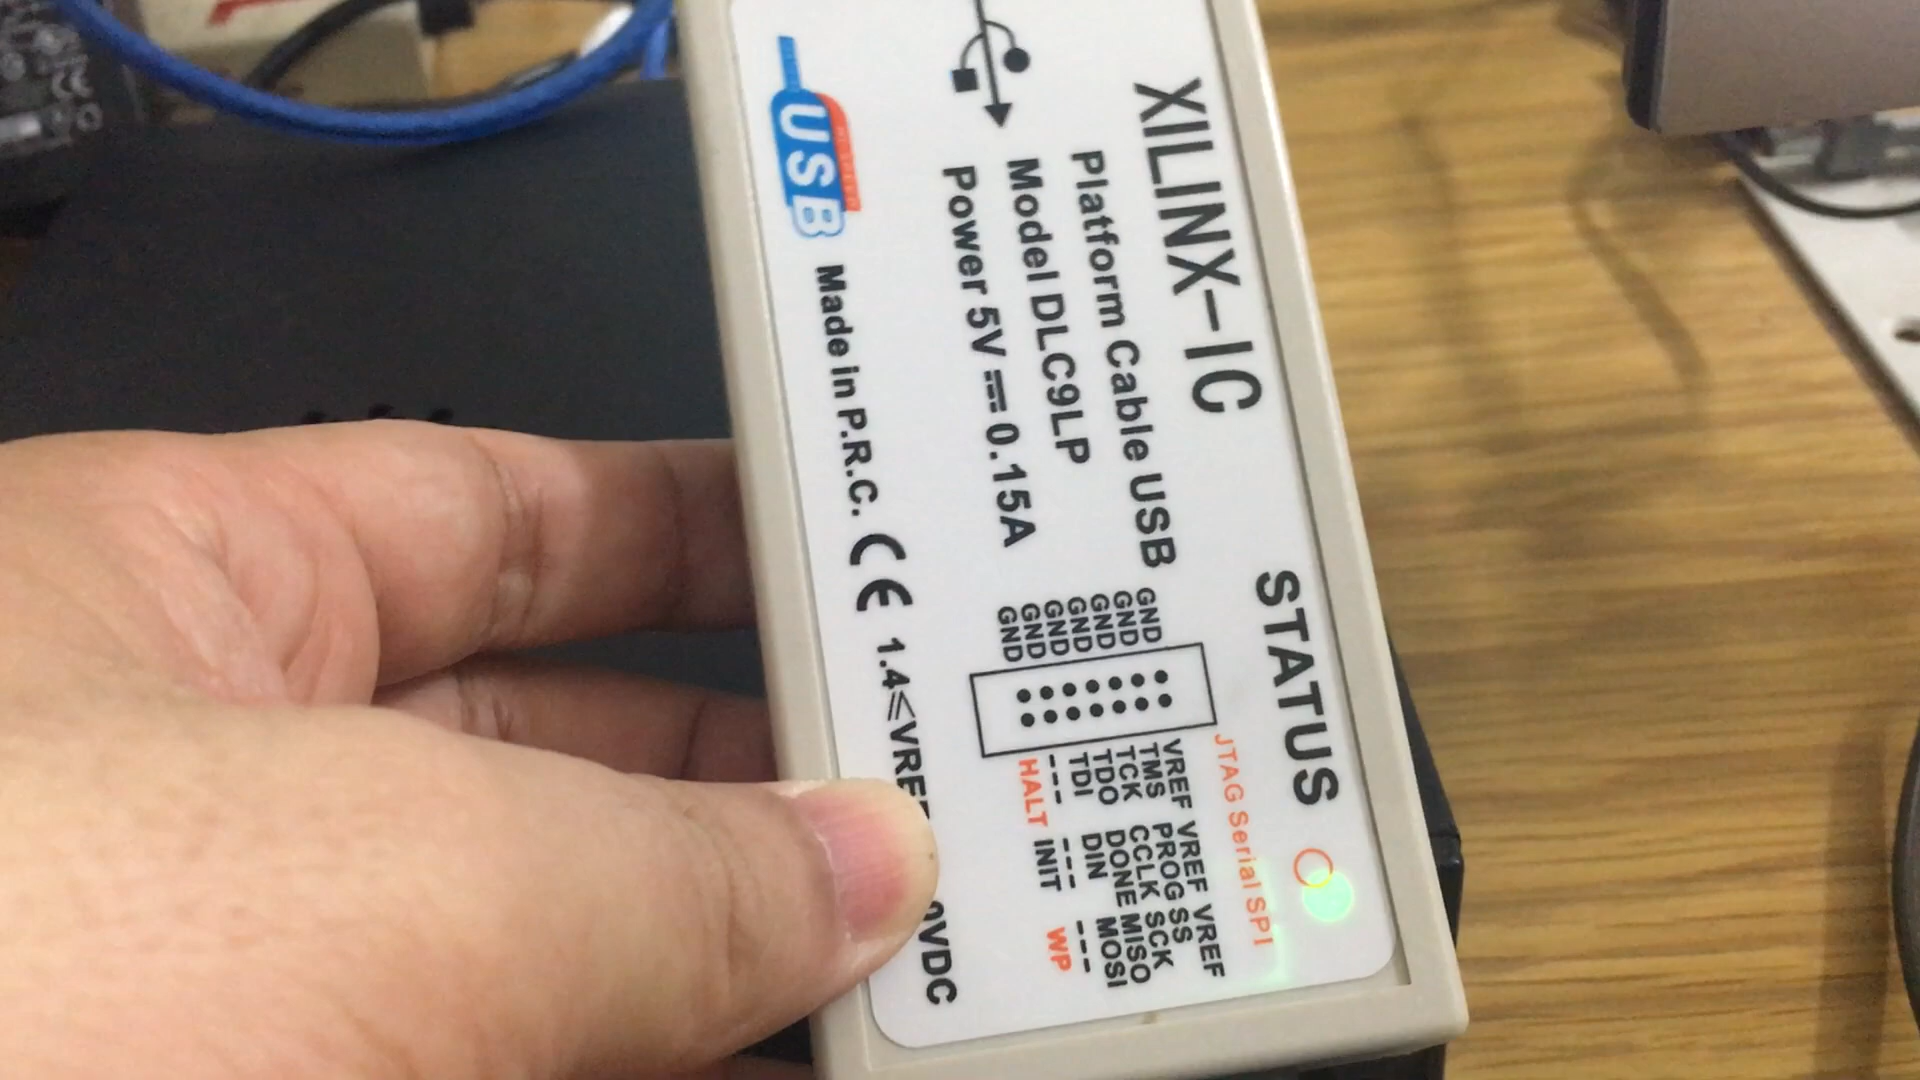 XILINX-IC
Platform Cable USB
Model DLC9LP
Power 5V 0.15A
USB
Made in P.R.C. CE 1.4≤VREF 0VDC
STATUS
JTAG Serial SPI
GND
GND
GND
GND
GND
GND
GND
VREF VREF VREF
TMS PROG SS
TCK CCLK SCK
TDO DONE MISO
TDI DIN MOSI
--- --- ---
HALT INIT WP